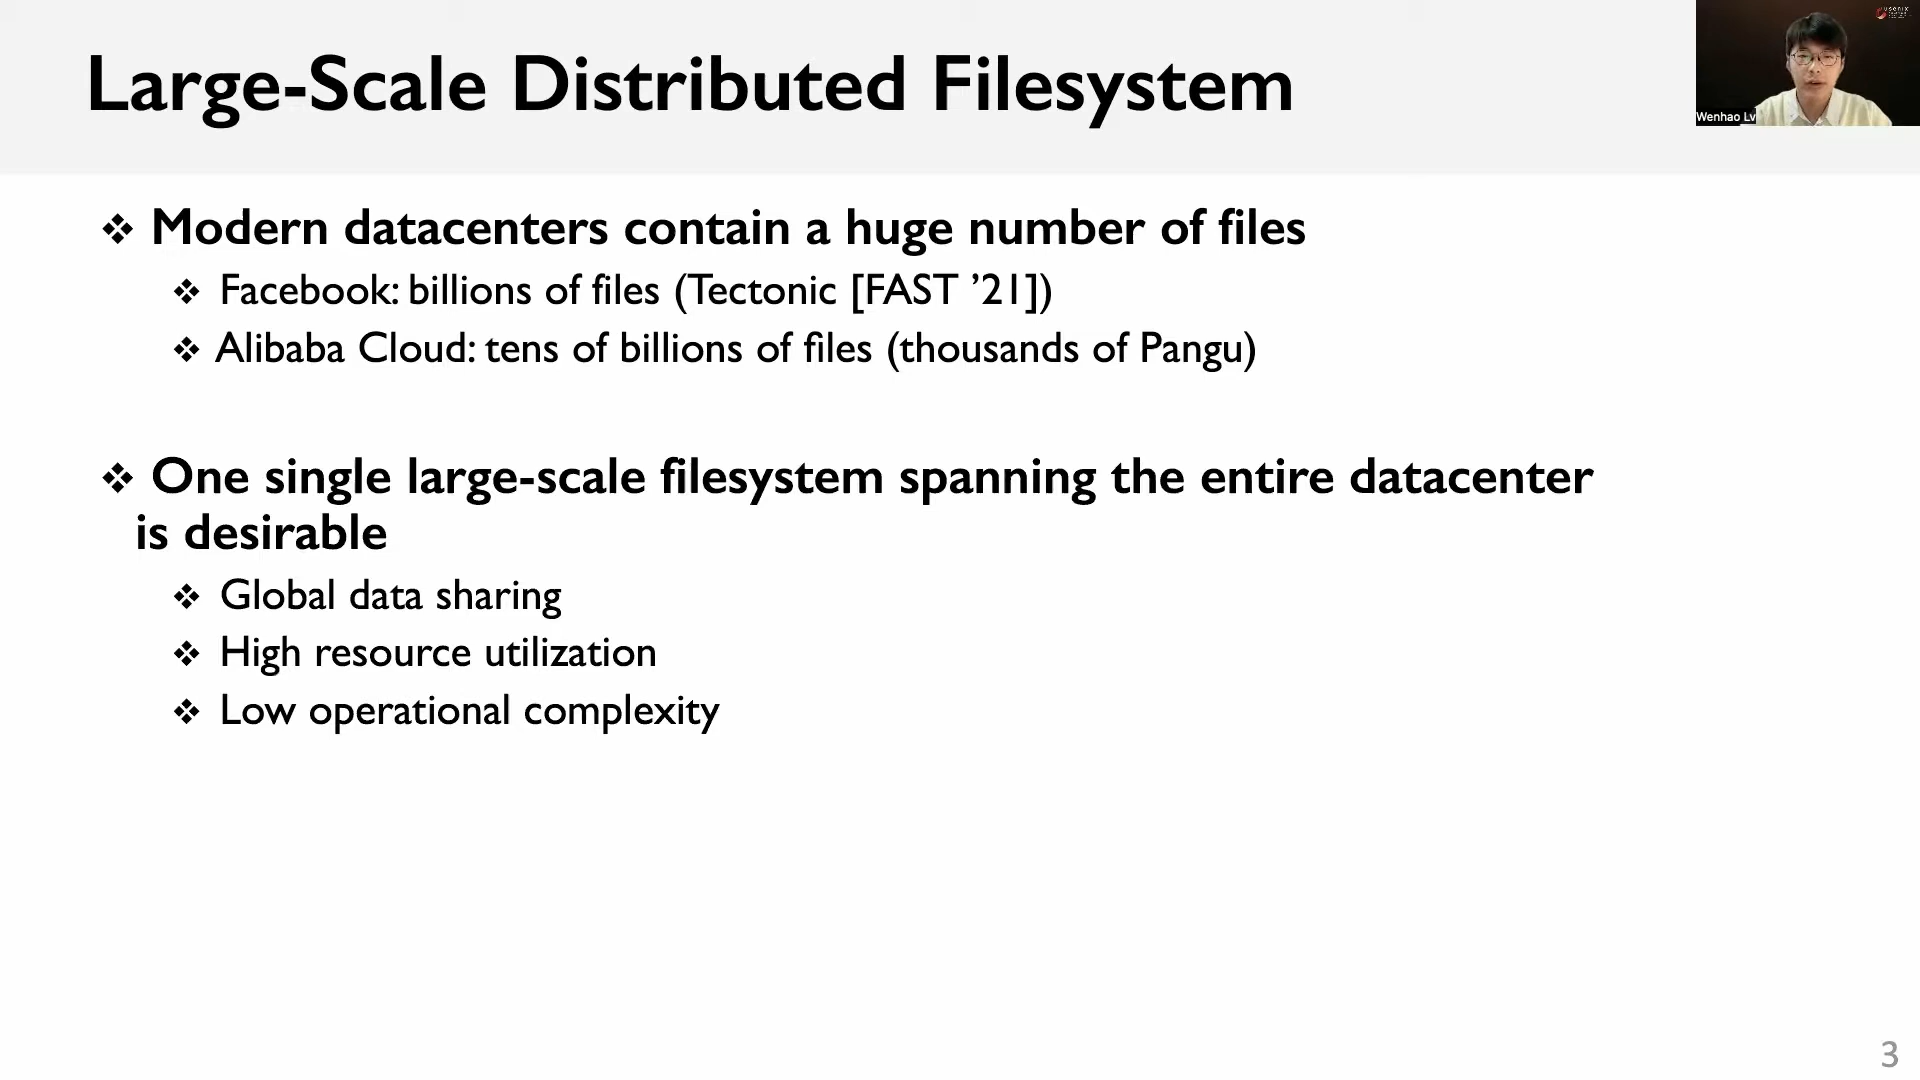 Large-Scale Distributed Filesystem
usenix
Wenhao Lv
❖ Modern datacenters contain a huge number of files
❖ Facebook: billions of files (Tectonic [FAST ’21])
❖ Alibaba Cloud: tens of billions of files (thousands of Pangu)
❖ One single large-scale filesystem spanning the entire datacenter
is desirable
❖ Global data sharing
❖ High resource utilization
❖ Low operational complexity
3